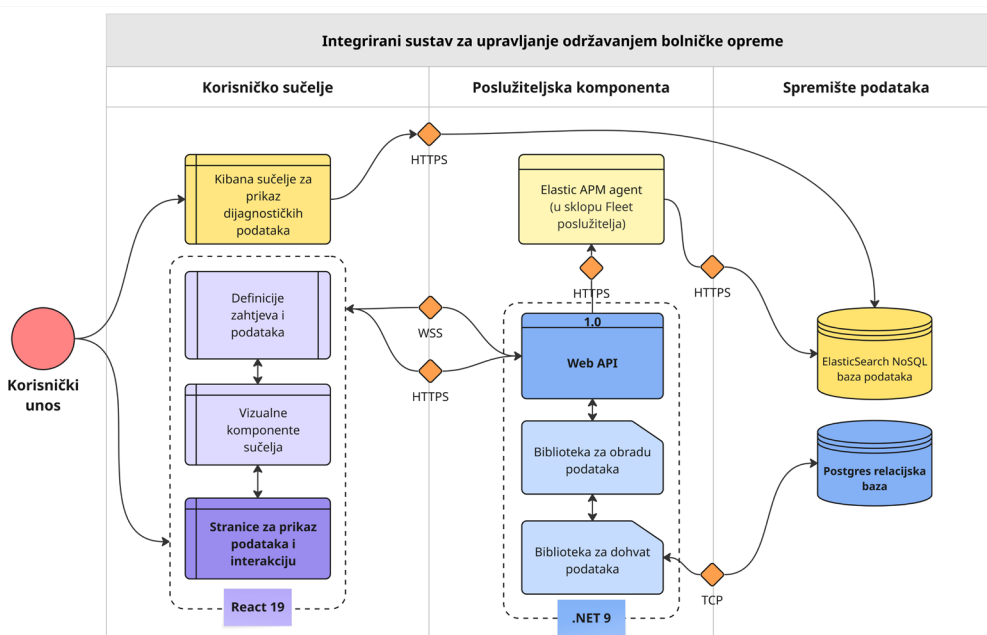 Integrirani sustav za upravljanje održavanjem bolničke opreme
Korisničko sučelje
Poslužiteljska komponenta
Spremište podataka
HTTPS
Kibana sučelje za
prikaz
dijagnostičkih
podataka
Elastic APM agent
(u sklopu Fleet
poslužitelja)
HTTPS
HTTPS
Definicije
zahtjeva i
podataka
WSS
HTTPS
1.0
Web API
ElasticSearch NoSQL
baza podataka
Korisnički
unos
Vizualne
komponente
sučelja
Biblioteka za obradu
podataka
Postgres relacijska
baza
Stranice za prikaz
podataka i
interakciju
Biblioteka za dohvat
podataka
TCP
React 19
.NET 9